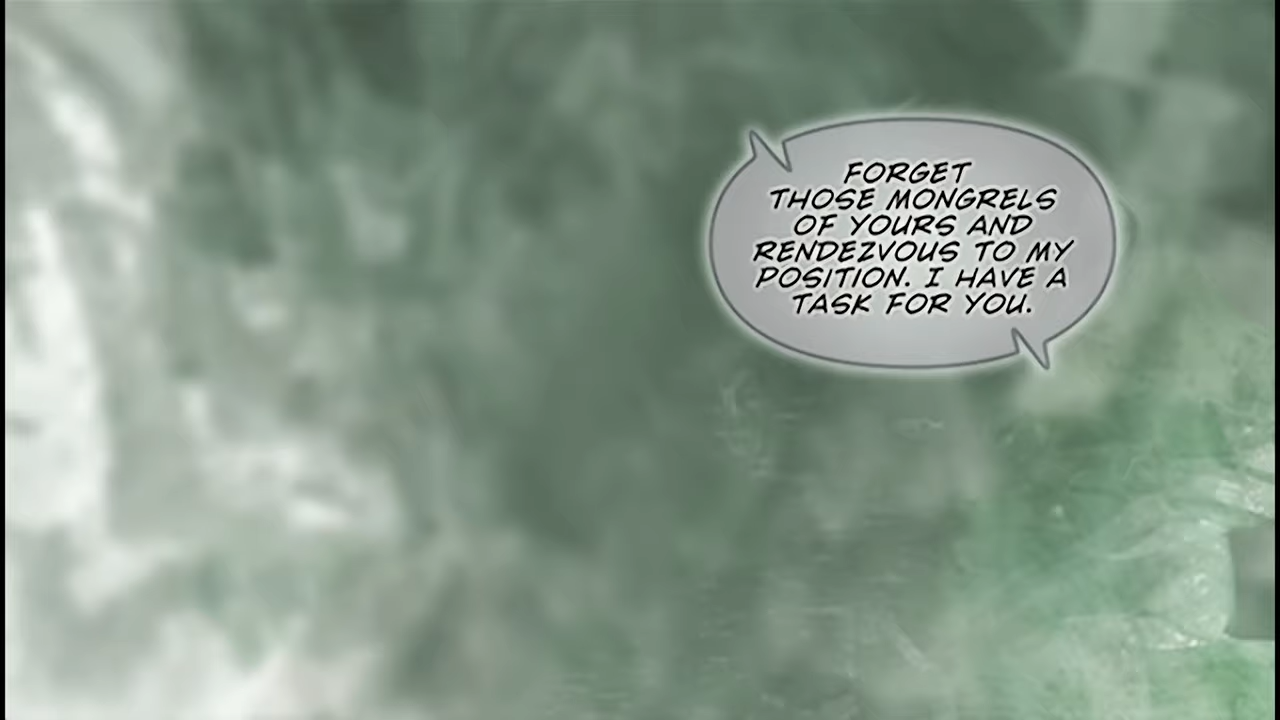 FORGET
THOSE MONGRELS
OF YOURS AND
RENDEZVOUS TO MY
POSITION. I HAVE A
TASK FOR YOU.